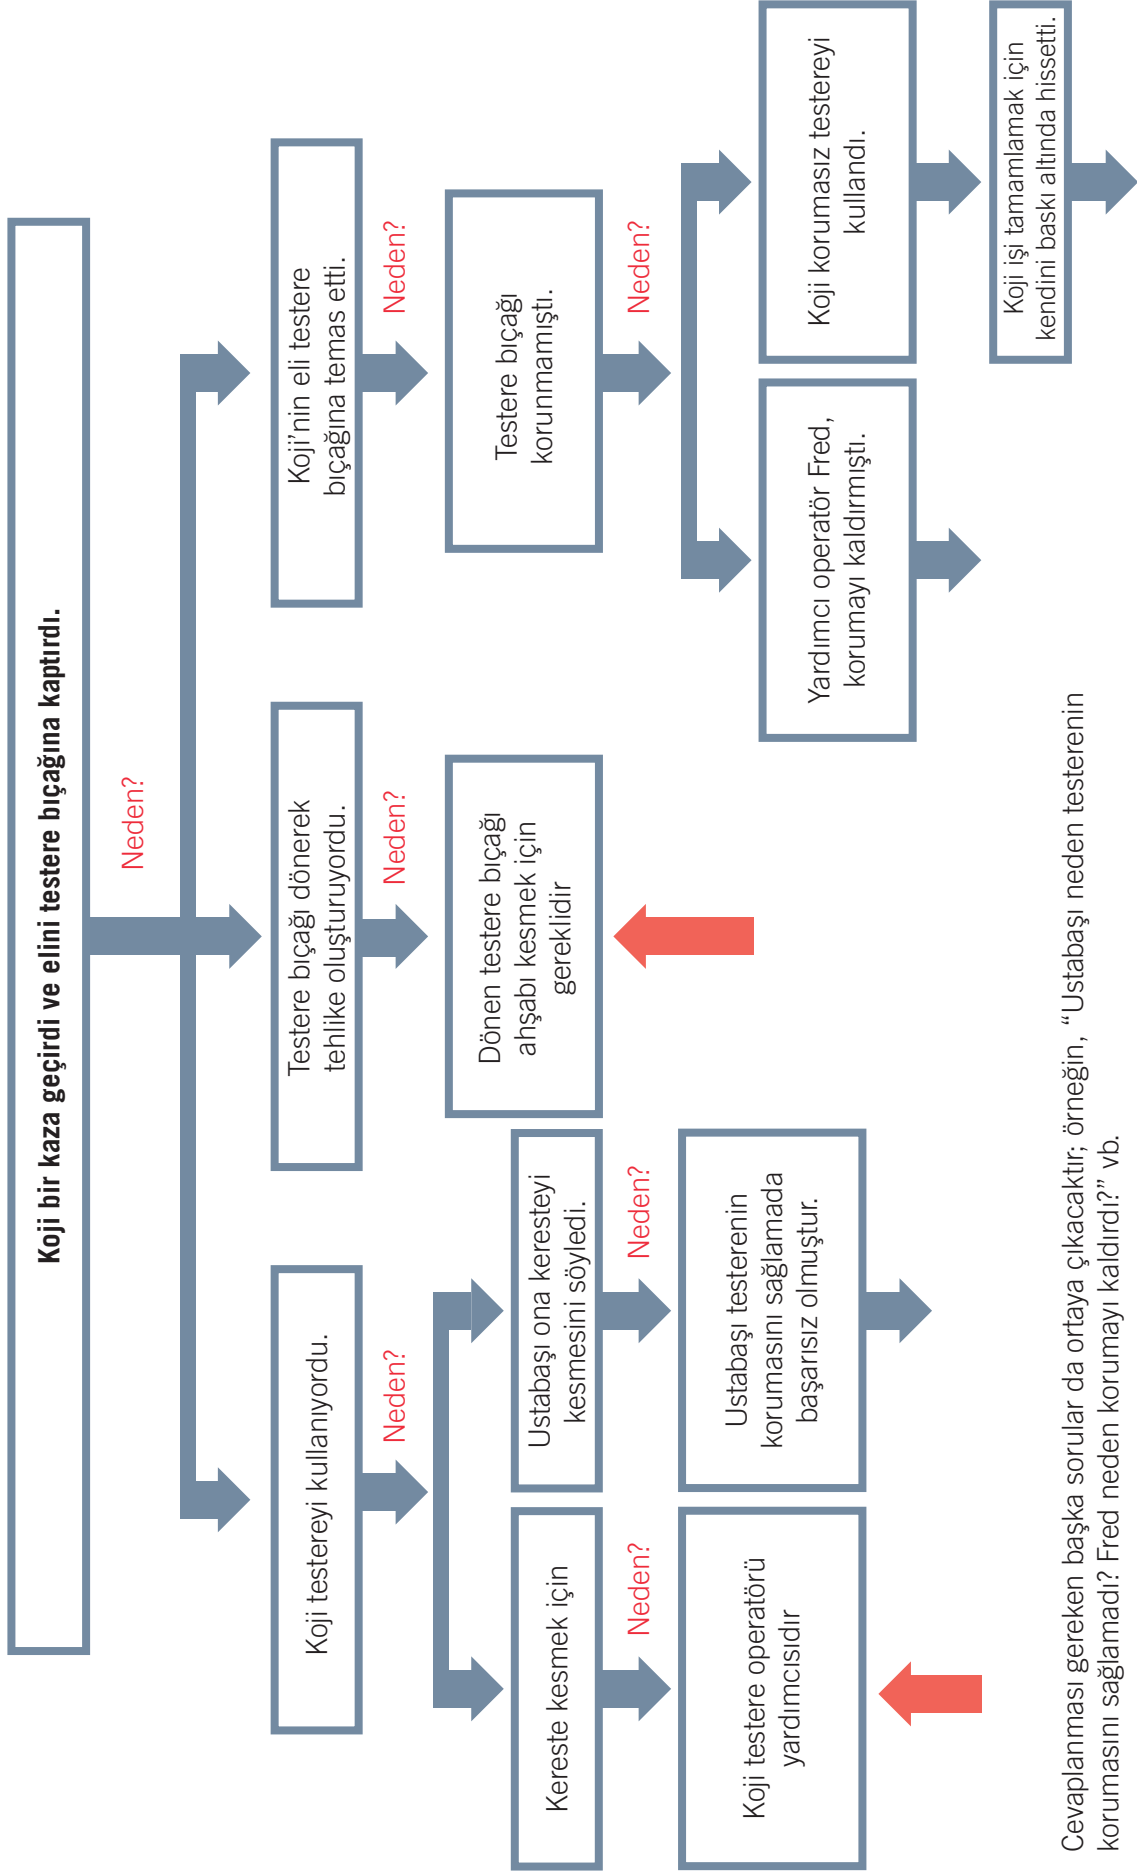 Koji bir kaza geçirdi ve elini testere bıçağına kaptırdı.
Neden?
Koji testereyi kullanıyordu.
Testere bıçağı dönerek
tehlike oluşturuyordu.
Koji’nin eli testere
bıçağına temas etti.
Neden?
Neden?
Neden?
Kereste kesmek için
Ustabaşı ona keresteyi
kesmesini söyledi.
Dönen testere bıçağı
ahşabı kesmek için
gereklidir
Testere bıçağı
korunmamıştı.
Neden?
Neden?
Neden?
Koji testere operatörü
yardımcısıdır
Ustabaşı testerenin
korumasını sağlamada
başarısız olmuştur.
Yardımcı operatör Fred,
korumayı kaldırmıştı.
Koji korumasız testereyi
kullandı.
Koji işi tamamlamak için
kendini baskı altında hissetti.
Cevaplanması gereken başka sorular da ortaya çıkacaktır; örneğin, “Ustabaşı neden testerenin
korumasını sağlamadı? Fred neden korumayı kaldırdı?” vb.